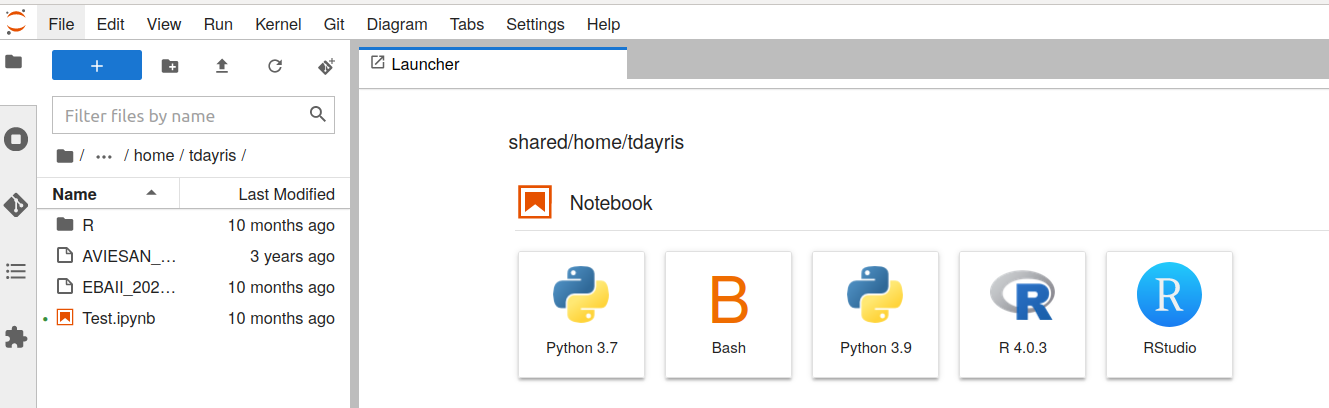 File Edit View Run Kernel Git Diagram Tabs Settings Help
+
Filter files by name
/ ... / home / tdayris /
Name Last Modified
R 10 months ago
AVIESAN_... 3 years ago
EBAII_202... 10 months ago
Test.ipynb 10 months ago
Launcher
shared/home/tdayris
Notebook
B
R
R
Python 3.7
Bash
Python 3.9
R 4.0.3
RStudio